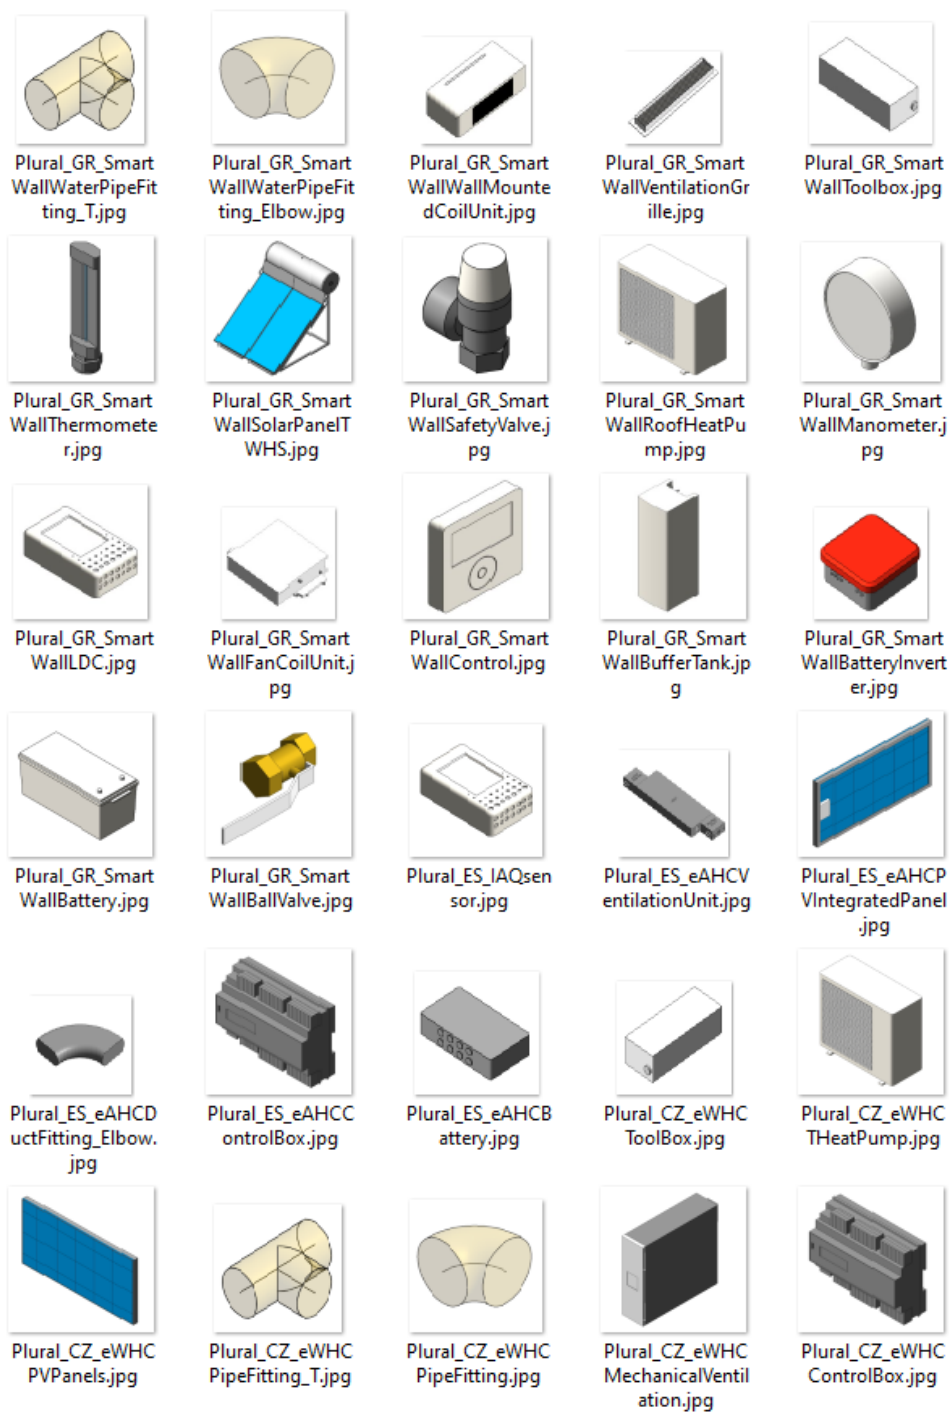 Plural_GR_Smart
WallWaterPipeFit
ting_T.jpg
Plural_GR_Smart
WallWaterPipeFit
ting_Elbow.jpg
Plural_GR_Smart
WallWallMounte
dCoilUnit.jpg
Plural_GR_Smart
WallVentilationGr
ille.jpg
Plural_GR_Smart
WallToolbox.jpg
Plural_GR_Smart
WallThermomete
r.jpg
Plural_GR_Smart
WallSolarPanelT
WHS.jpg
Plural_GR_Smart
WallSafetyValve.j
pg
Plural_GR_Smart
WallRoofHeatPu
mp.jpg
Plural_GR_Smart
WallManometer.j
pg
Plural_GR_Smart
WallLDC.jpg
Plural_GR_Smart
WallFanCoilUnit.j
pg
Plural_GR_Smart
WallControl.jpg
Plural_GR_Smart
WallBufferTank.jp
g
Plural_GR_Smart
WallBatteryInvert
er.jpg
Plural_GR_Smart
WallBattery.jpg
Plural_GR_Smart
WallBallValve.jpg
Plural_ES_IAQsen
sor.jpg
Plural_ES_eAHCV
entilationUnit.jpg
Plural_ES_eAHCP
VIntegratedPanel
.jpg
Plural_ES_eAHCD
uctFitting_Elbow.
jpg
Plural_ES_eAHCC
ontrolBox.jpg
Plural_ES_eAHCB
attery.jpg
Plural_CZ_eWHC
ToolBox.jpg
Plural_CZ_eWHC
THeatPump.jpg
Plural_CZ_eWHC
PVPanels.jpg
Plural_CZ_eWHC
PipeFitting_T.jpg
Plural_CZ_eWHC
PipeFitting.jpg
Plural_CZ_eWHC
MechanicalVentil
ation.jpg
Plural_CZ_eWHC
ControlBox.jpg